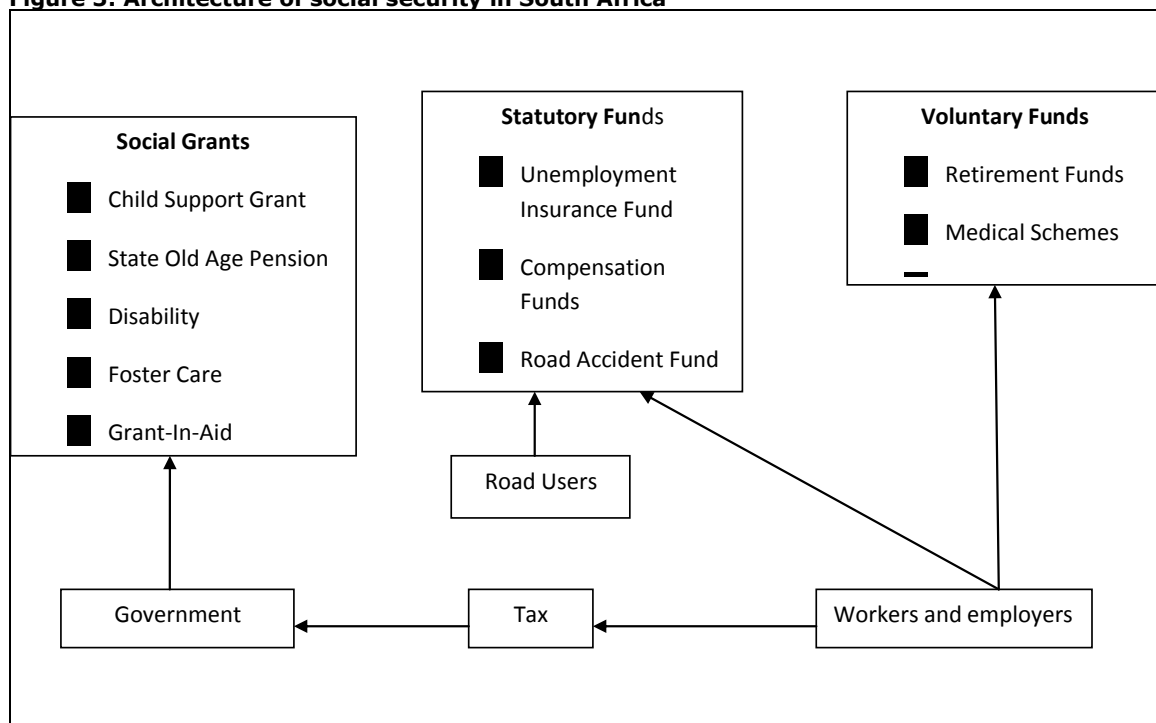 Figure 3: Architecture of social security in South Africa
Social Grants
Child Support Grant
State Old Age Pension
Disability
Foster Care
Grant-In-Aid
Statutory Funds
Unemployment
Insurance Fund
Compensation
Funds
Road Accident Fund
Voluntary Funds
Retirement Funds
Medical Schemes
Road Users
Government
Tax
Workers and employers